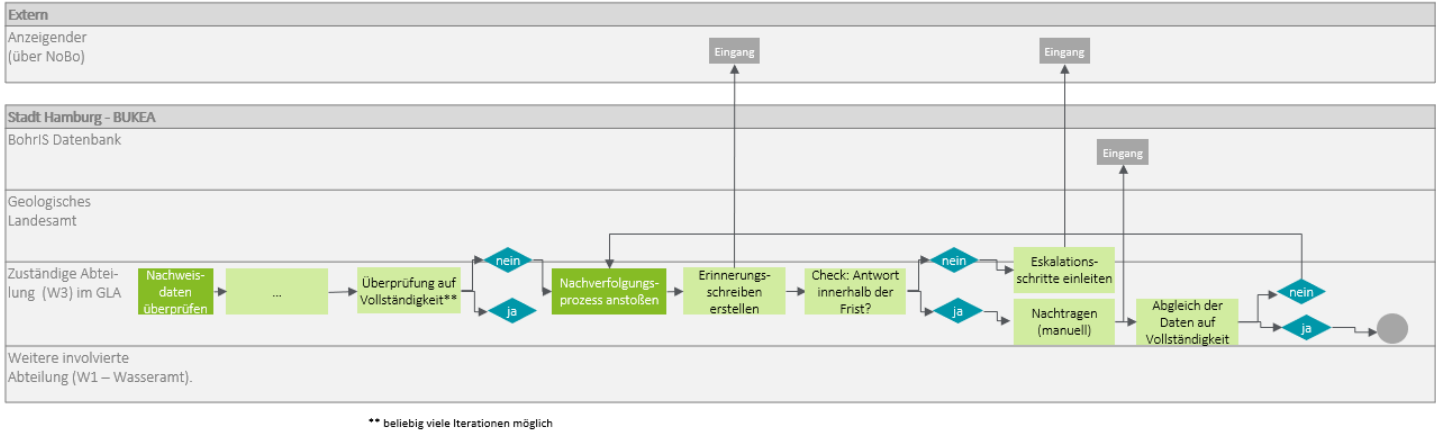 Extern
Anzeigender
(über NoBo)
Eingang
Eingang
Stadt Hamburg - BUKEA
BohrIS Datenbank
Eingang
Geologisches
Landesamt
Zuständige Abtei-
lung (W3) im GLA
Nachweis-
daten
überprüfen
...
Überprüfung auf
Vollständigkeit**
nein
ja
Nachverfolgungs-
prozess anstoßen
Erinnerungs-
schreiben
erstellen
Check: Antwort
innerhalb der
Frist?
nein
ja
Eskalations-
schritte einleiten
Nachtragen
(manuell)
Abgleich der
Daten auf
Vollständigkeit
nein
ja
Weitere involvierte
Abteilung (W1 – Wasseramt).
** beliebig viele Iterationen möglich